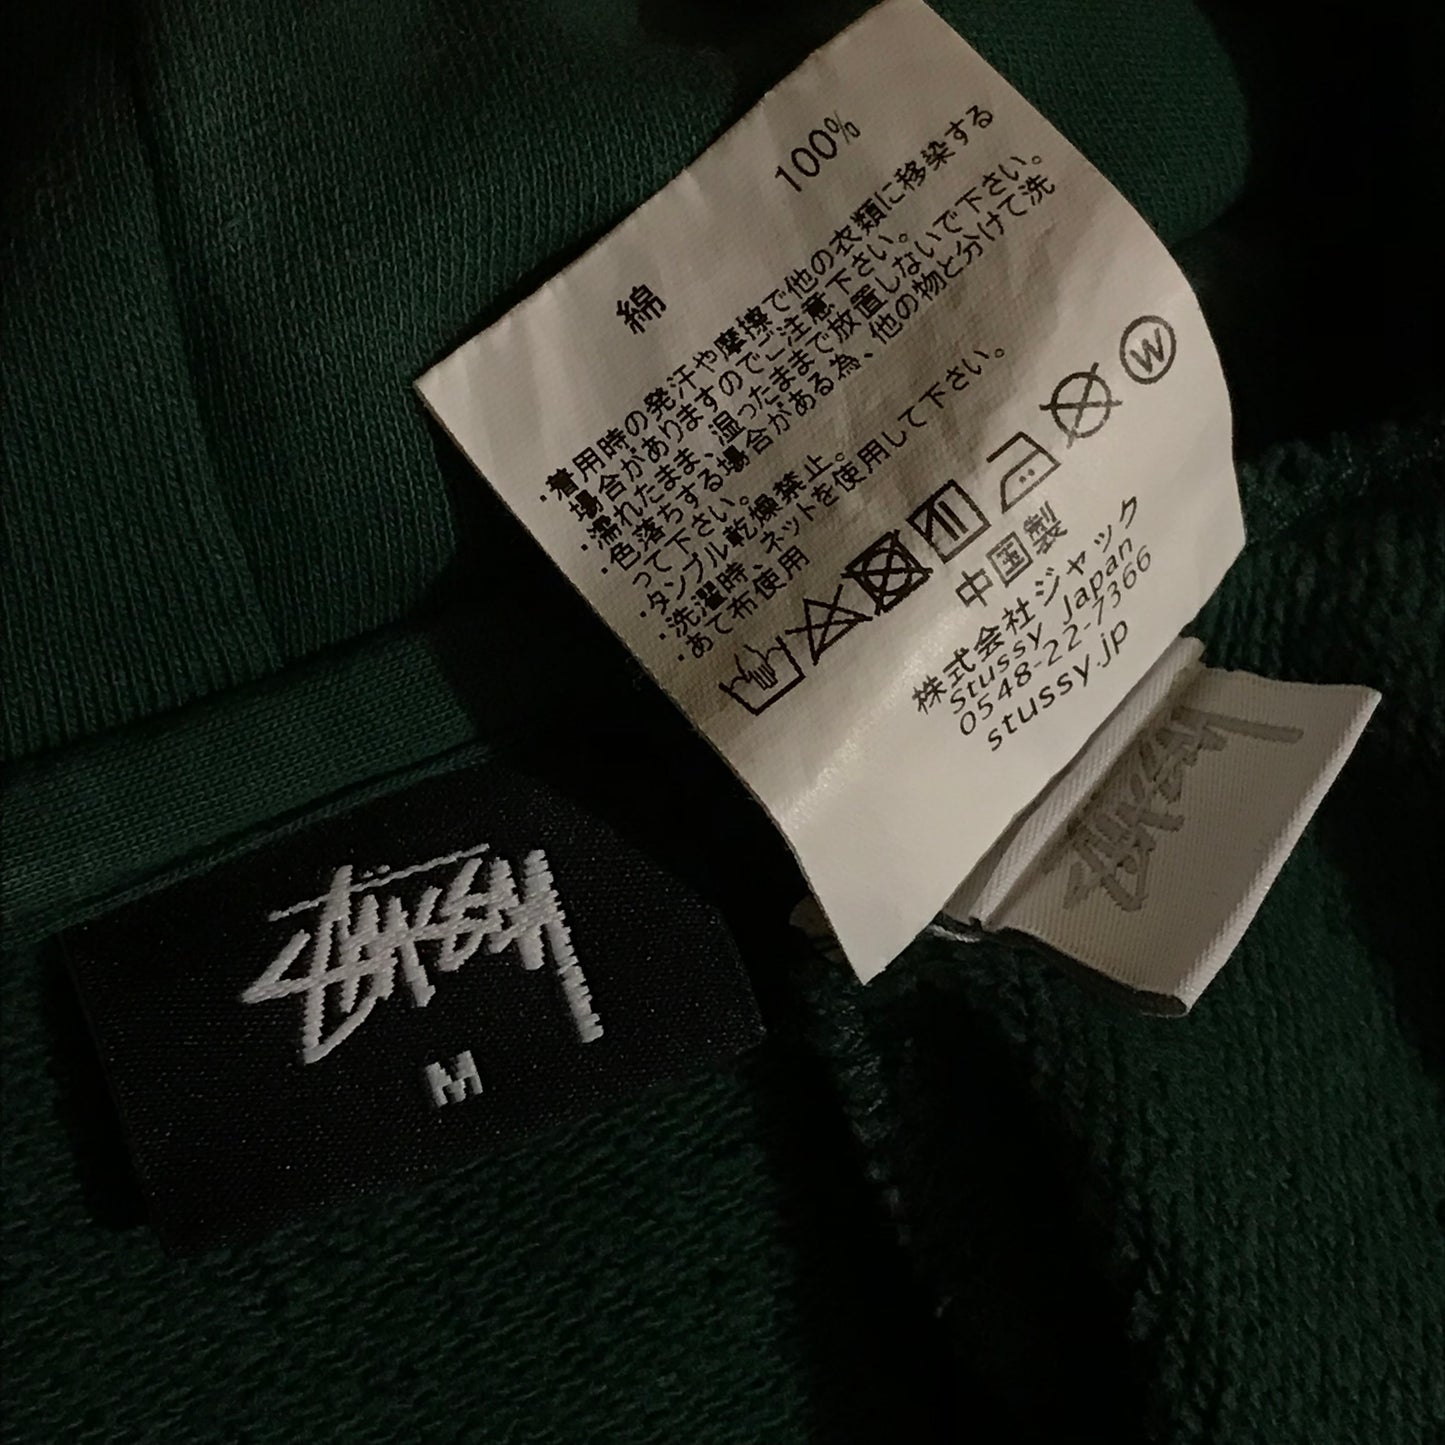 綿 100%
・着用時の発汗や摩擦で他の衣類に移染する
場合がありますのでご注意下さい。
・濡れたまま、湿ったままで放置しないで下さい。
・色落ちする場合がある為、他の物と分けて洗
って下さい。
・タンブル乾燥禁止。
・洗濯時、ネットを使用して下さい。
・あて布使用
W
中国製
株式会社ジャック
Stussy Japan
0548-22-7366
stussy.jp
Stüssy
Stüssy
M